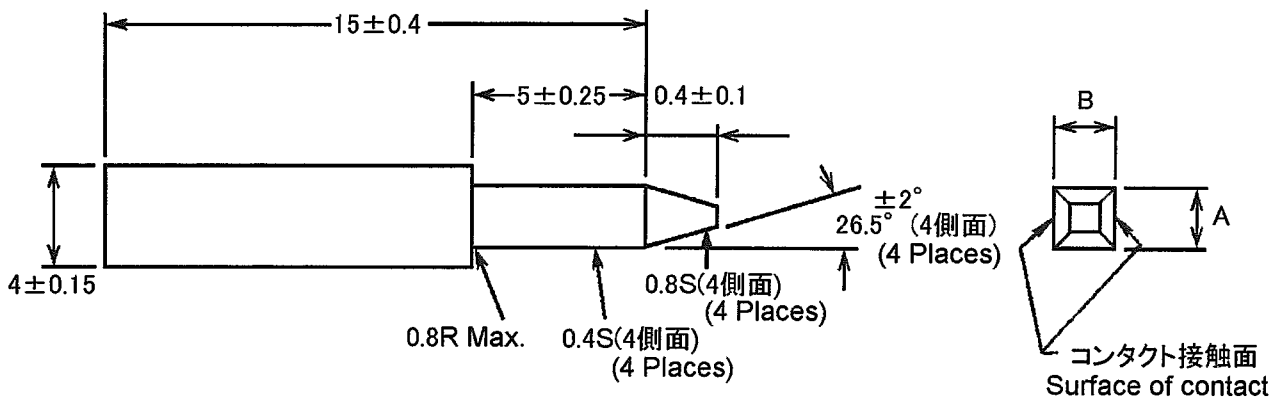 15±0.4
5±0.25
0.4±0.1
B
±2°
26.5° (4側面)
(4 Places)
A
4±0.15
0.8S(4側面)
(4 Places)
0.8R Max.
0.4S(4側面)
(4 Places)
コンタクト接触面
Surface of contact